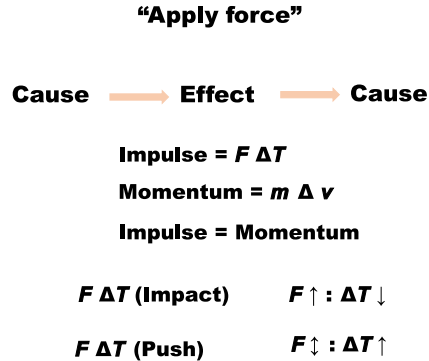 “Apply force”
Cause → Effect → Cause
Impulse = F ΔT
Momentum = m Δ v
Impulse = Momentum
F ΔT (Impact) F ↑ : ΔT ↓
F ΔT (Push) F ↕ : ΔT ↑